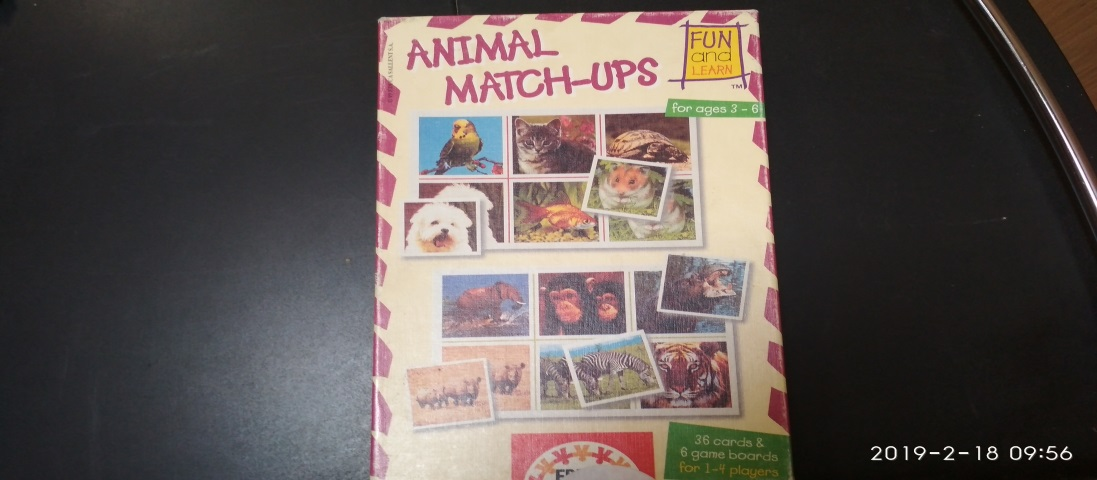 ANIMAL
MATCH-UPS
FUN
and
LEARN
TM
for ages 3 - 6
36 cards &
6 game boards
for 1-4 players
2019-2-18 09:56